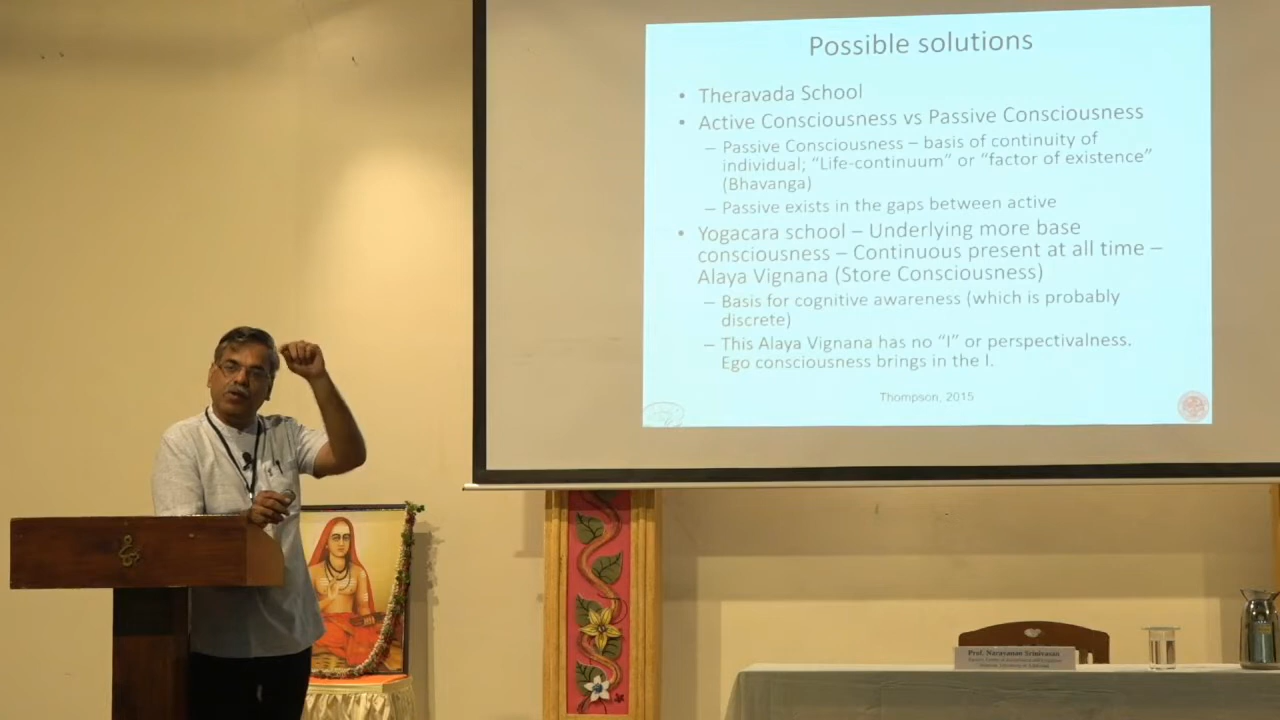 Possible solutions
• Theravada School
• Active Consciousness vs Passive Consciousness
– Passive Consciousness – basis of continuity of
individual; “Life-continuum” or “factor of existence”
(Bhavanga)
– Passive exists in the gaps between active
• Yogacara school – Underlying more base
consciousness – Continuous present at all time –
Alaya Vignana (Store Consciousness)
– Basis for cognitive awareness (which is probably
discrete)
– This Alaya Vignana has no “I” or perspectivalness.
Ego consciousness brings in the I.
Thompson, 2015
Prof. Narayanan Srinivasan